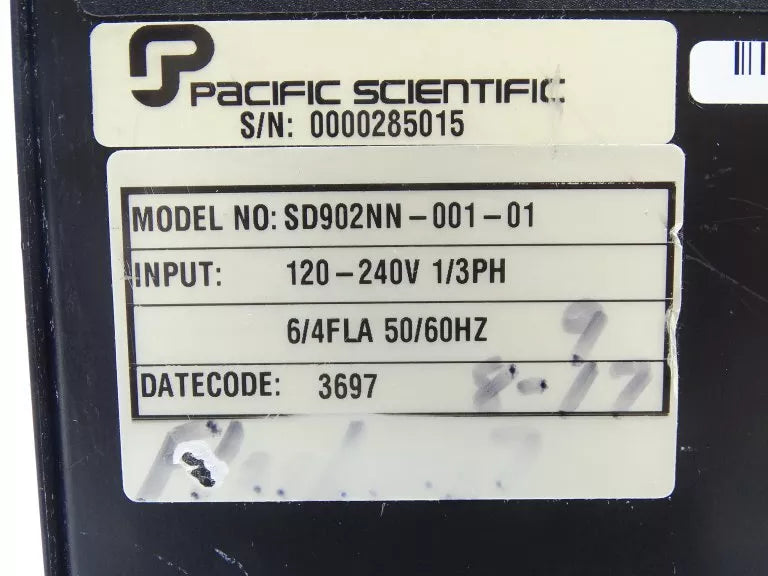 PACIFIC SCIENTIFIC
S/N: 0000285015
MODEL NO: SD902NN-001-01
INPUT: 120-240V 1/3PH
6/4FLA 50/60HZ
DATECODE: 3697